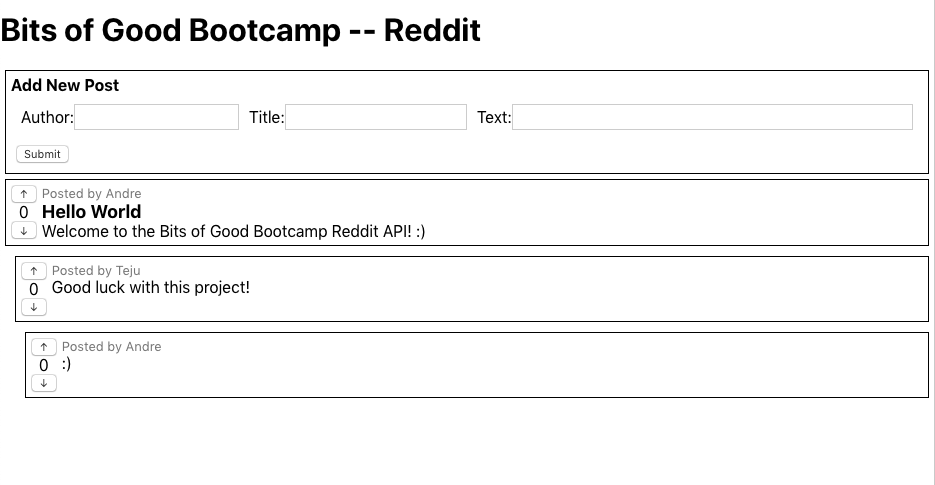 Bits of Good Bootcamp -- Reddit
Add New Post
Author: Title: Text:
Submit
↑ Posted by Andre
0 Hello World
↓ Welcome to the Bits of Good Bootcamp Reddit API! :)
↑ Posted by Teju
0 Good luck with this project!
↓
↑ Posted by Andre
0 :)
↓